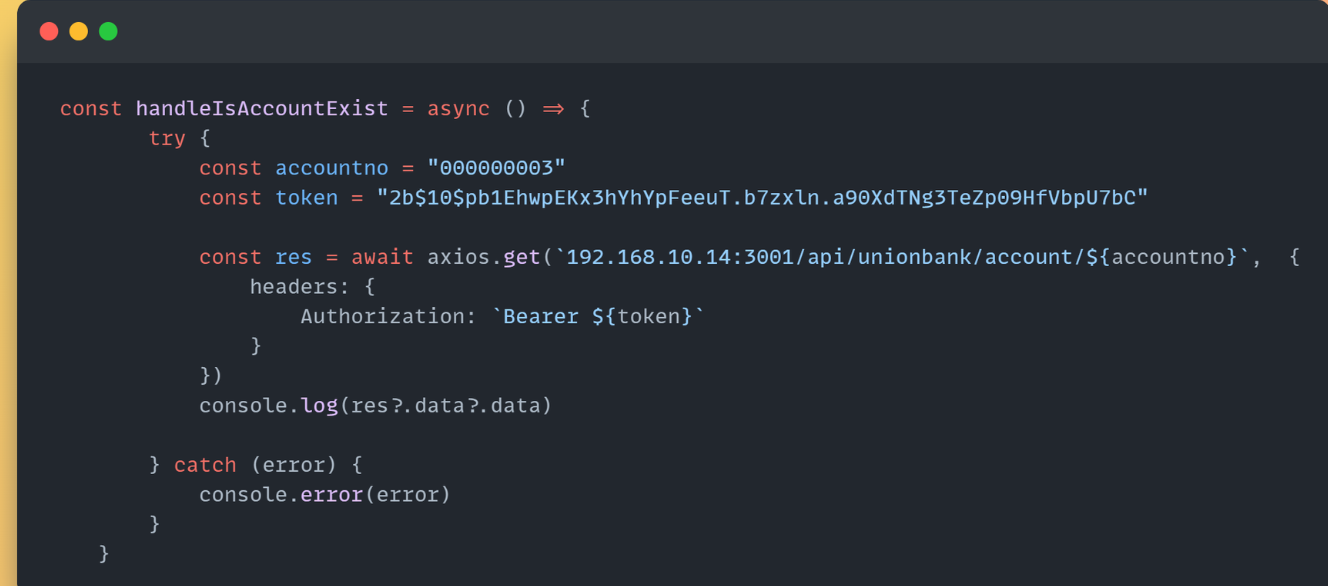 const handleIsAccountExist = async () => {
try {
const accountno = "000000003"
const token = "2b$10$pb1EhwpEKx3hYhYpFeeuT.b7zxln.a90XdTNg3TeZp09HfVbpU7bC"
const res = await axios.get(`192.168.10.14:3001/api/unionbank/account/${accountno}`,  {
headers: {
Authorization: `Bearer ${token}`
}
})
console.log(res?.data?.data)
} catch (error) {
console.error(error)
}
}